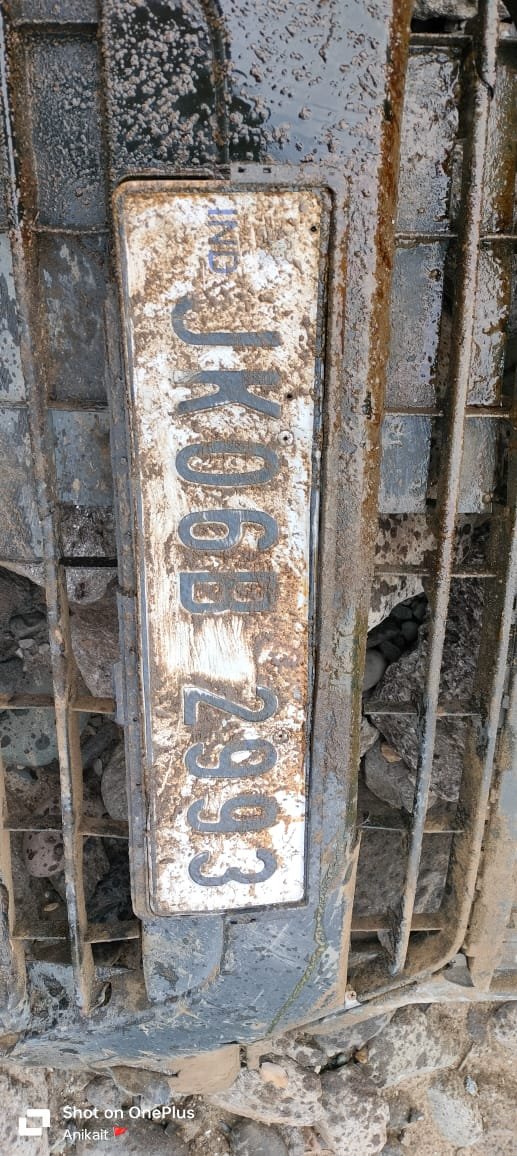 IND
JK06B 2993
Shot on OnePlus
Anikait 🚩